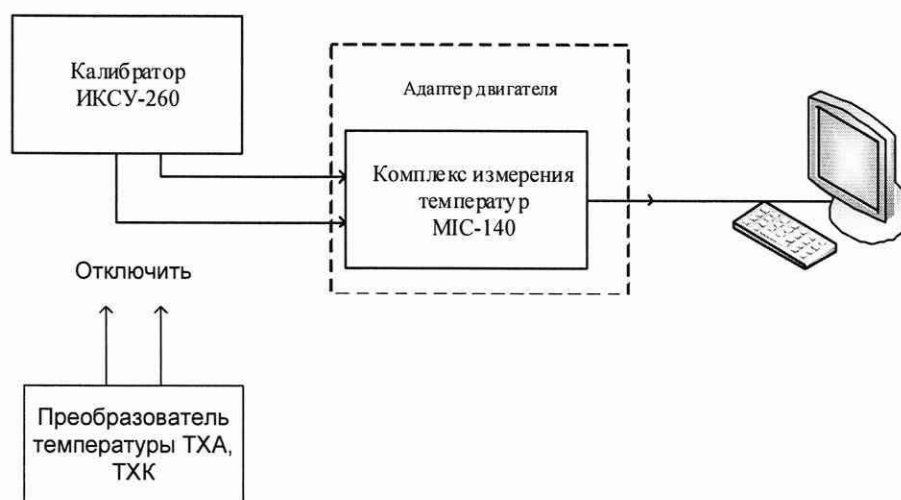 Калибратор
ИКСУ-260
Адаптер двигателя
Комплекс измерения
температур
MIC-140
Отключить
Преобразователь
температуры ТХА,
ТХК